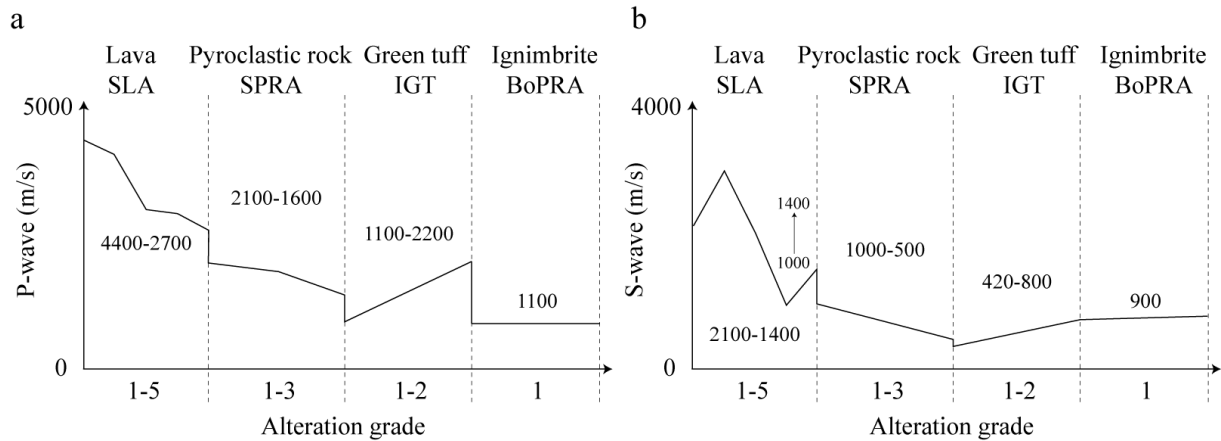 a
Lava
SLA
Pyroclastic rock
SPRA
Green tuff
IGT
Ignimbrite
BoPRA
5000
P-wave (m/s)
0
4400-2700
2100-1600
1100-2200
1100
1-5
1-3
1-2
1
Alteration grade
b
Lava
SLA
Pyroclastic rock
SPRA
Green tuff
IGT
Ignimbrite
BoPRA
4000
S-wave (m/s)
0
1400
1000
2100-1400
1000-500
420-800
900
1-5
1-3
1-2
1
Alteration grade